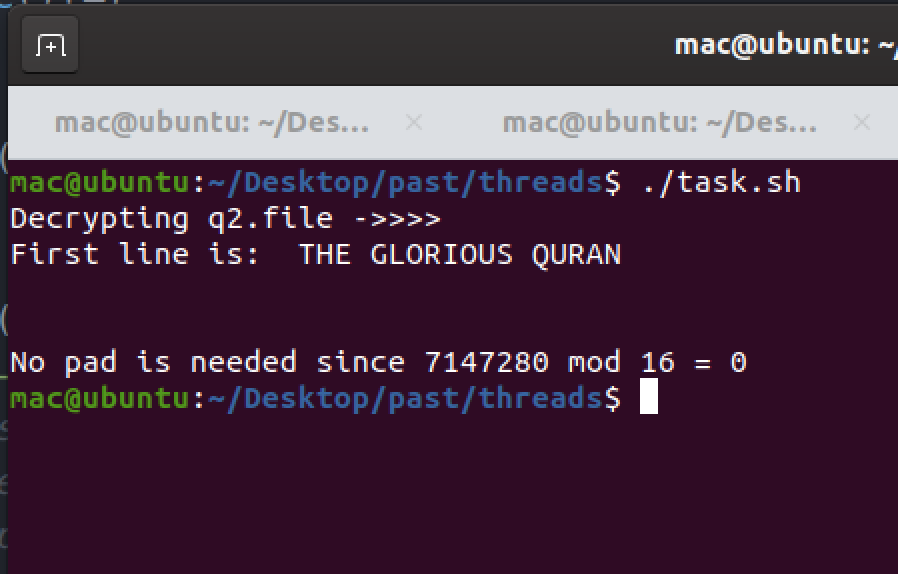 mac@ubuntu: ~/
mac@ubuntu: ~/Des... × mac@ubuntu: ~/Des... ×
mac@ubuntu:~/Desktop/past/threads$ ./task.sh
Decrypting q2.file ->>>>
First line is:  THE GLORIOUS QURAN
No pad is needed since 7147280 mod 16 = 0
mac@ubuntu:~/Desktop/past/threads$